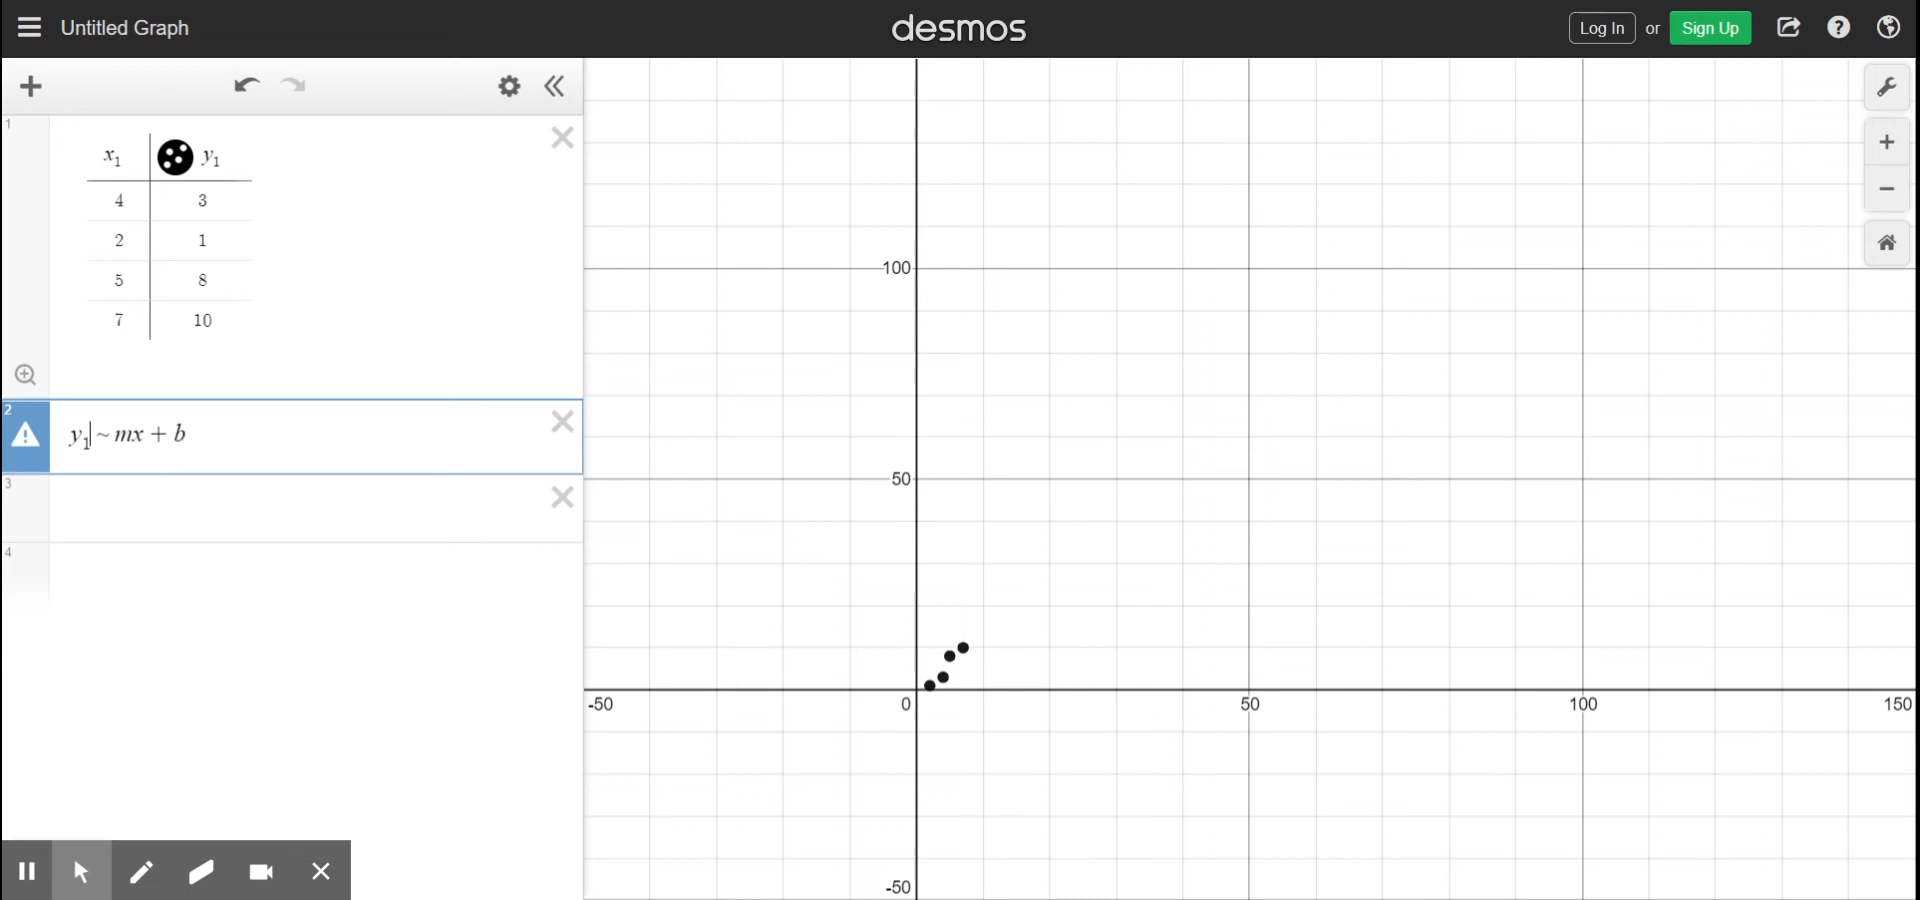 Untitled Graph
desmos
Log In or Sign Up
1
x₁ y₁
4 3
2 1
5 8
7 10
2
y₁ ~ mx + b
3
4
100
50
-50 0 50 100 150
-50